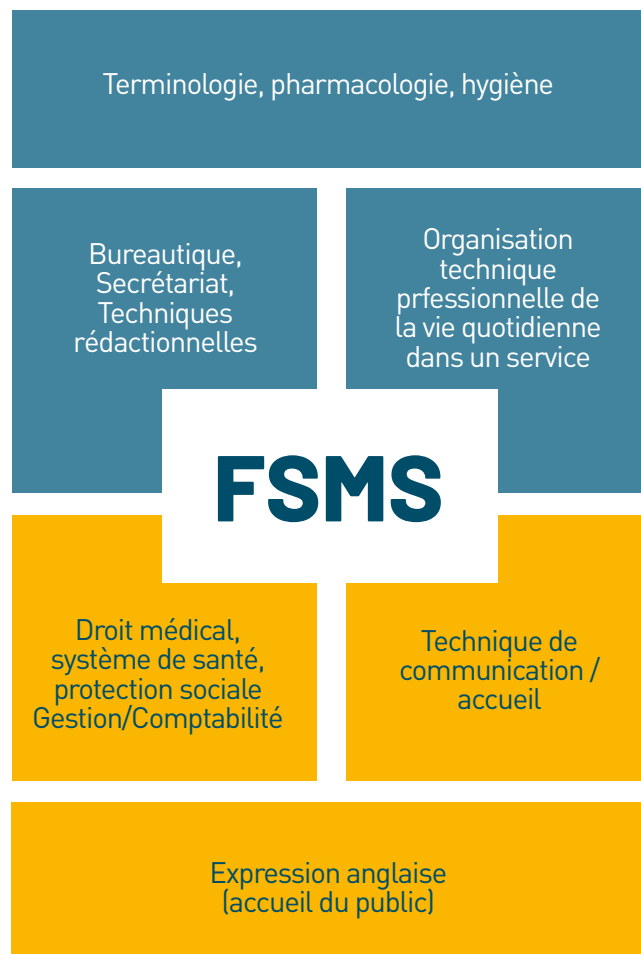 Terminologie, pharmacologie, hygiène
Bureautique,
Secrétariat,
Techniques
rédactionnelles
Organisation
technique
prfessionnelle de
la vie quotidienne
dans un service
FSMS
Droit médical,
système de santé,
protection sociale
Gestion/Comptabilité
Technique de
communication /
accueil
Expression anglaise
(accueil du public)